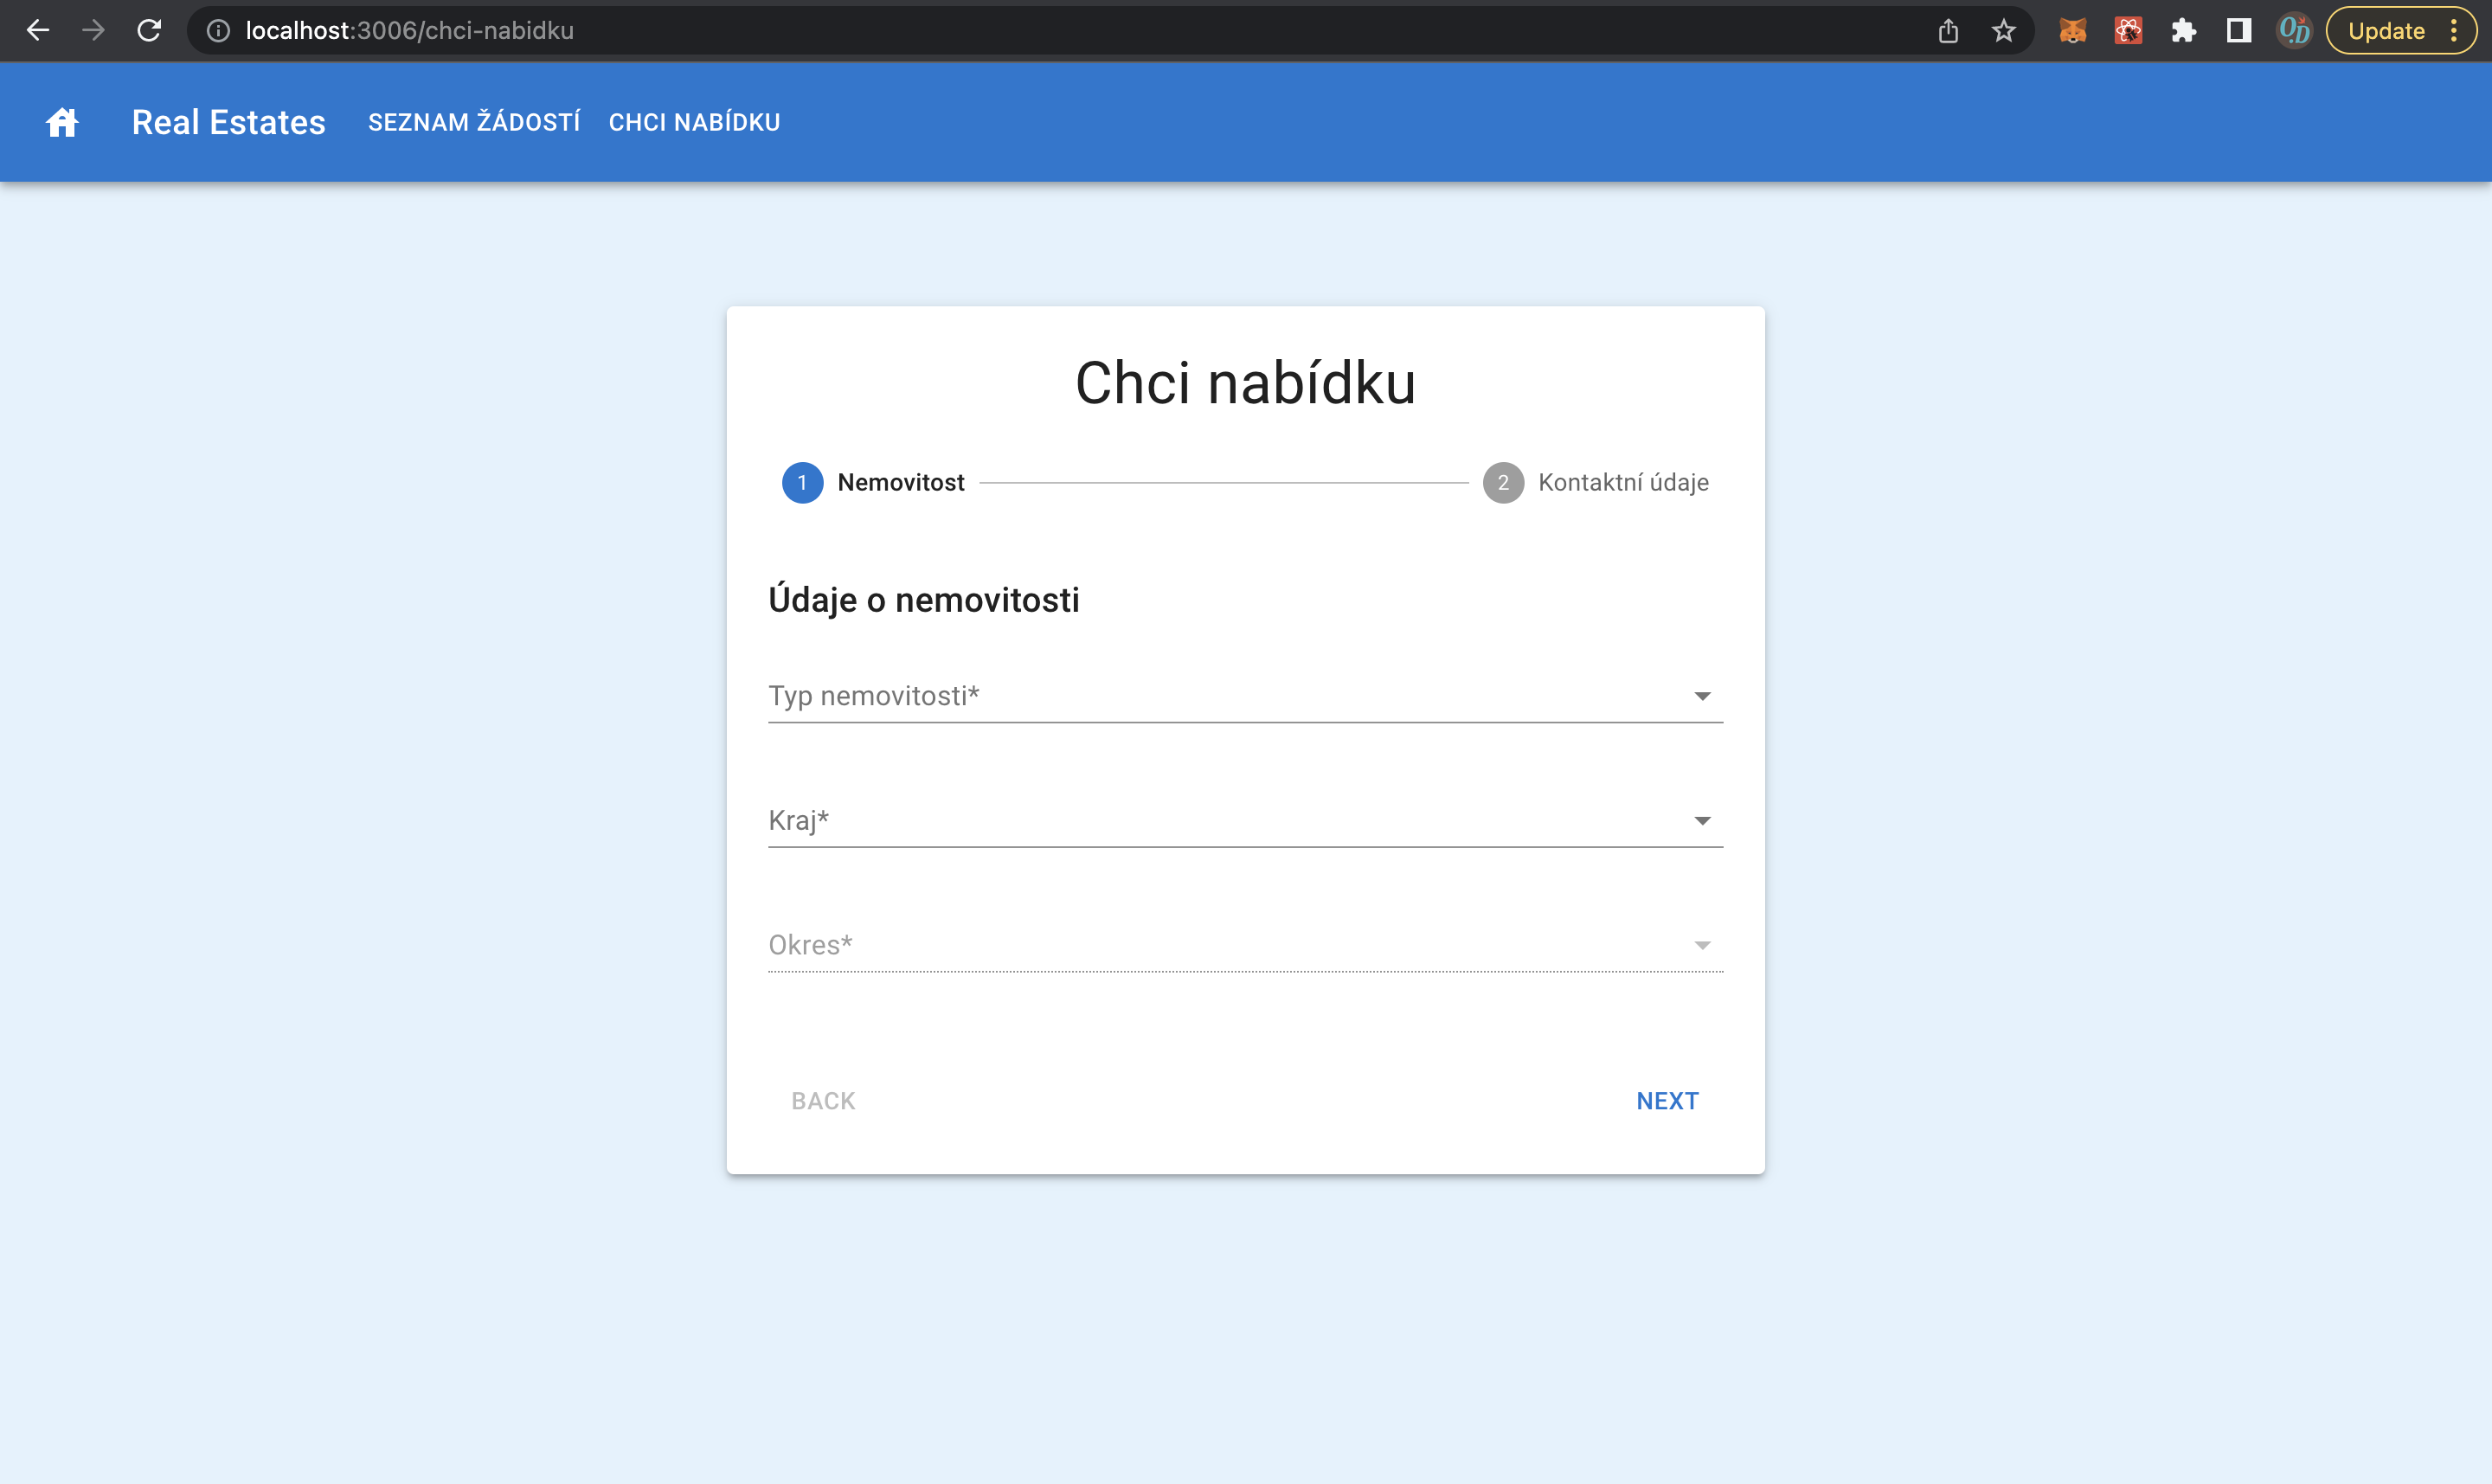 localhost:3006/chci-nabidku
Update
Real Estates SEZNAM ŽÁDOSTÍ CHCI NABÍDKU
Chci nabídku
1 Nemovitost 2 Kontaktní údaje
Údaje o nemovitosti
Typ nemovitosti*
Kraj*
Okres*
BACK NEXT